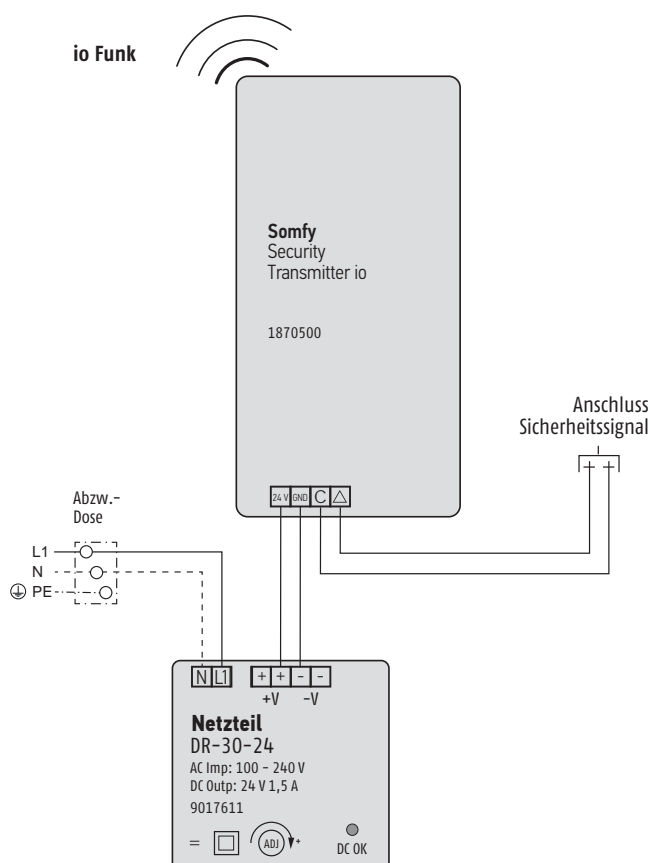 io Funk
Somfy
Security
Transmitter io
1870500
Anschluss
Sicherheitssignal
24 V GND C △
Abzw.-
Dose
L1
N
PE
N L1 + + - -
+V -V
Netzteil
DR-30-24
AC Imp: 100 - 240 V
DC Outp: 24 V 1,5 A
9017611
= ADJ +
DC OK